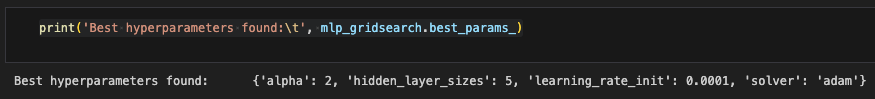 print('Best hyperparameters found:\t', mlp_gridsearch.best_params_)
Best hyperparameters found:	 {'alpha': 2, 'hidden_layer_sizes': 5, 'learning_rate_init': 0.0001, 'solver': 'adam'}